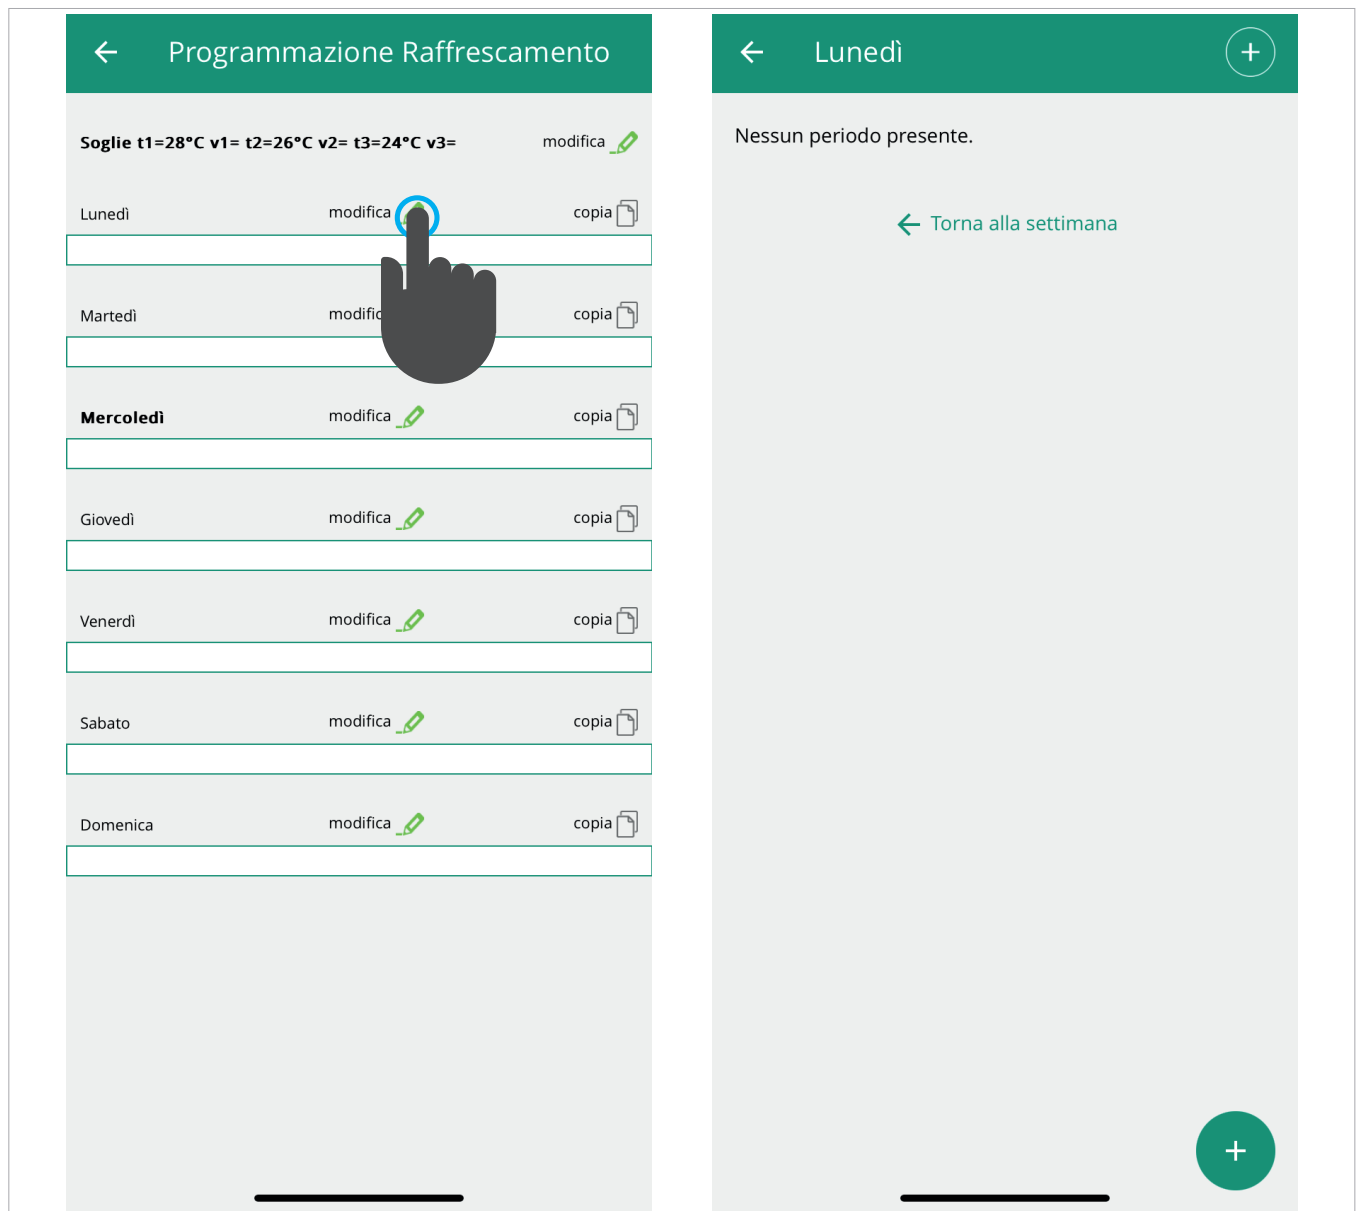 Programmazione Raffrescamento
Soglie t1=28°C v1= t2=26°C v2= t3=24°C v3= modifica
Lunedì modifica copia
Martedì copia
Mercoledì modifica copia
Giovedì modifica copia
Venerdì modifica copia
Sabato modifica copia
Domenica modifica copia
Lunedì
Nessun periodo presente.
Torna alla settimana